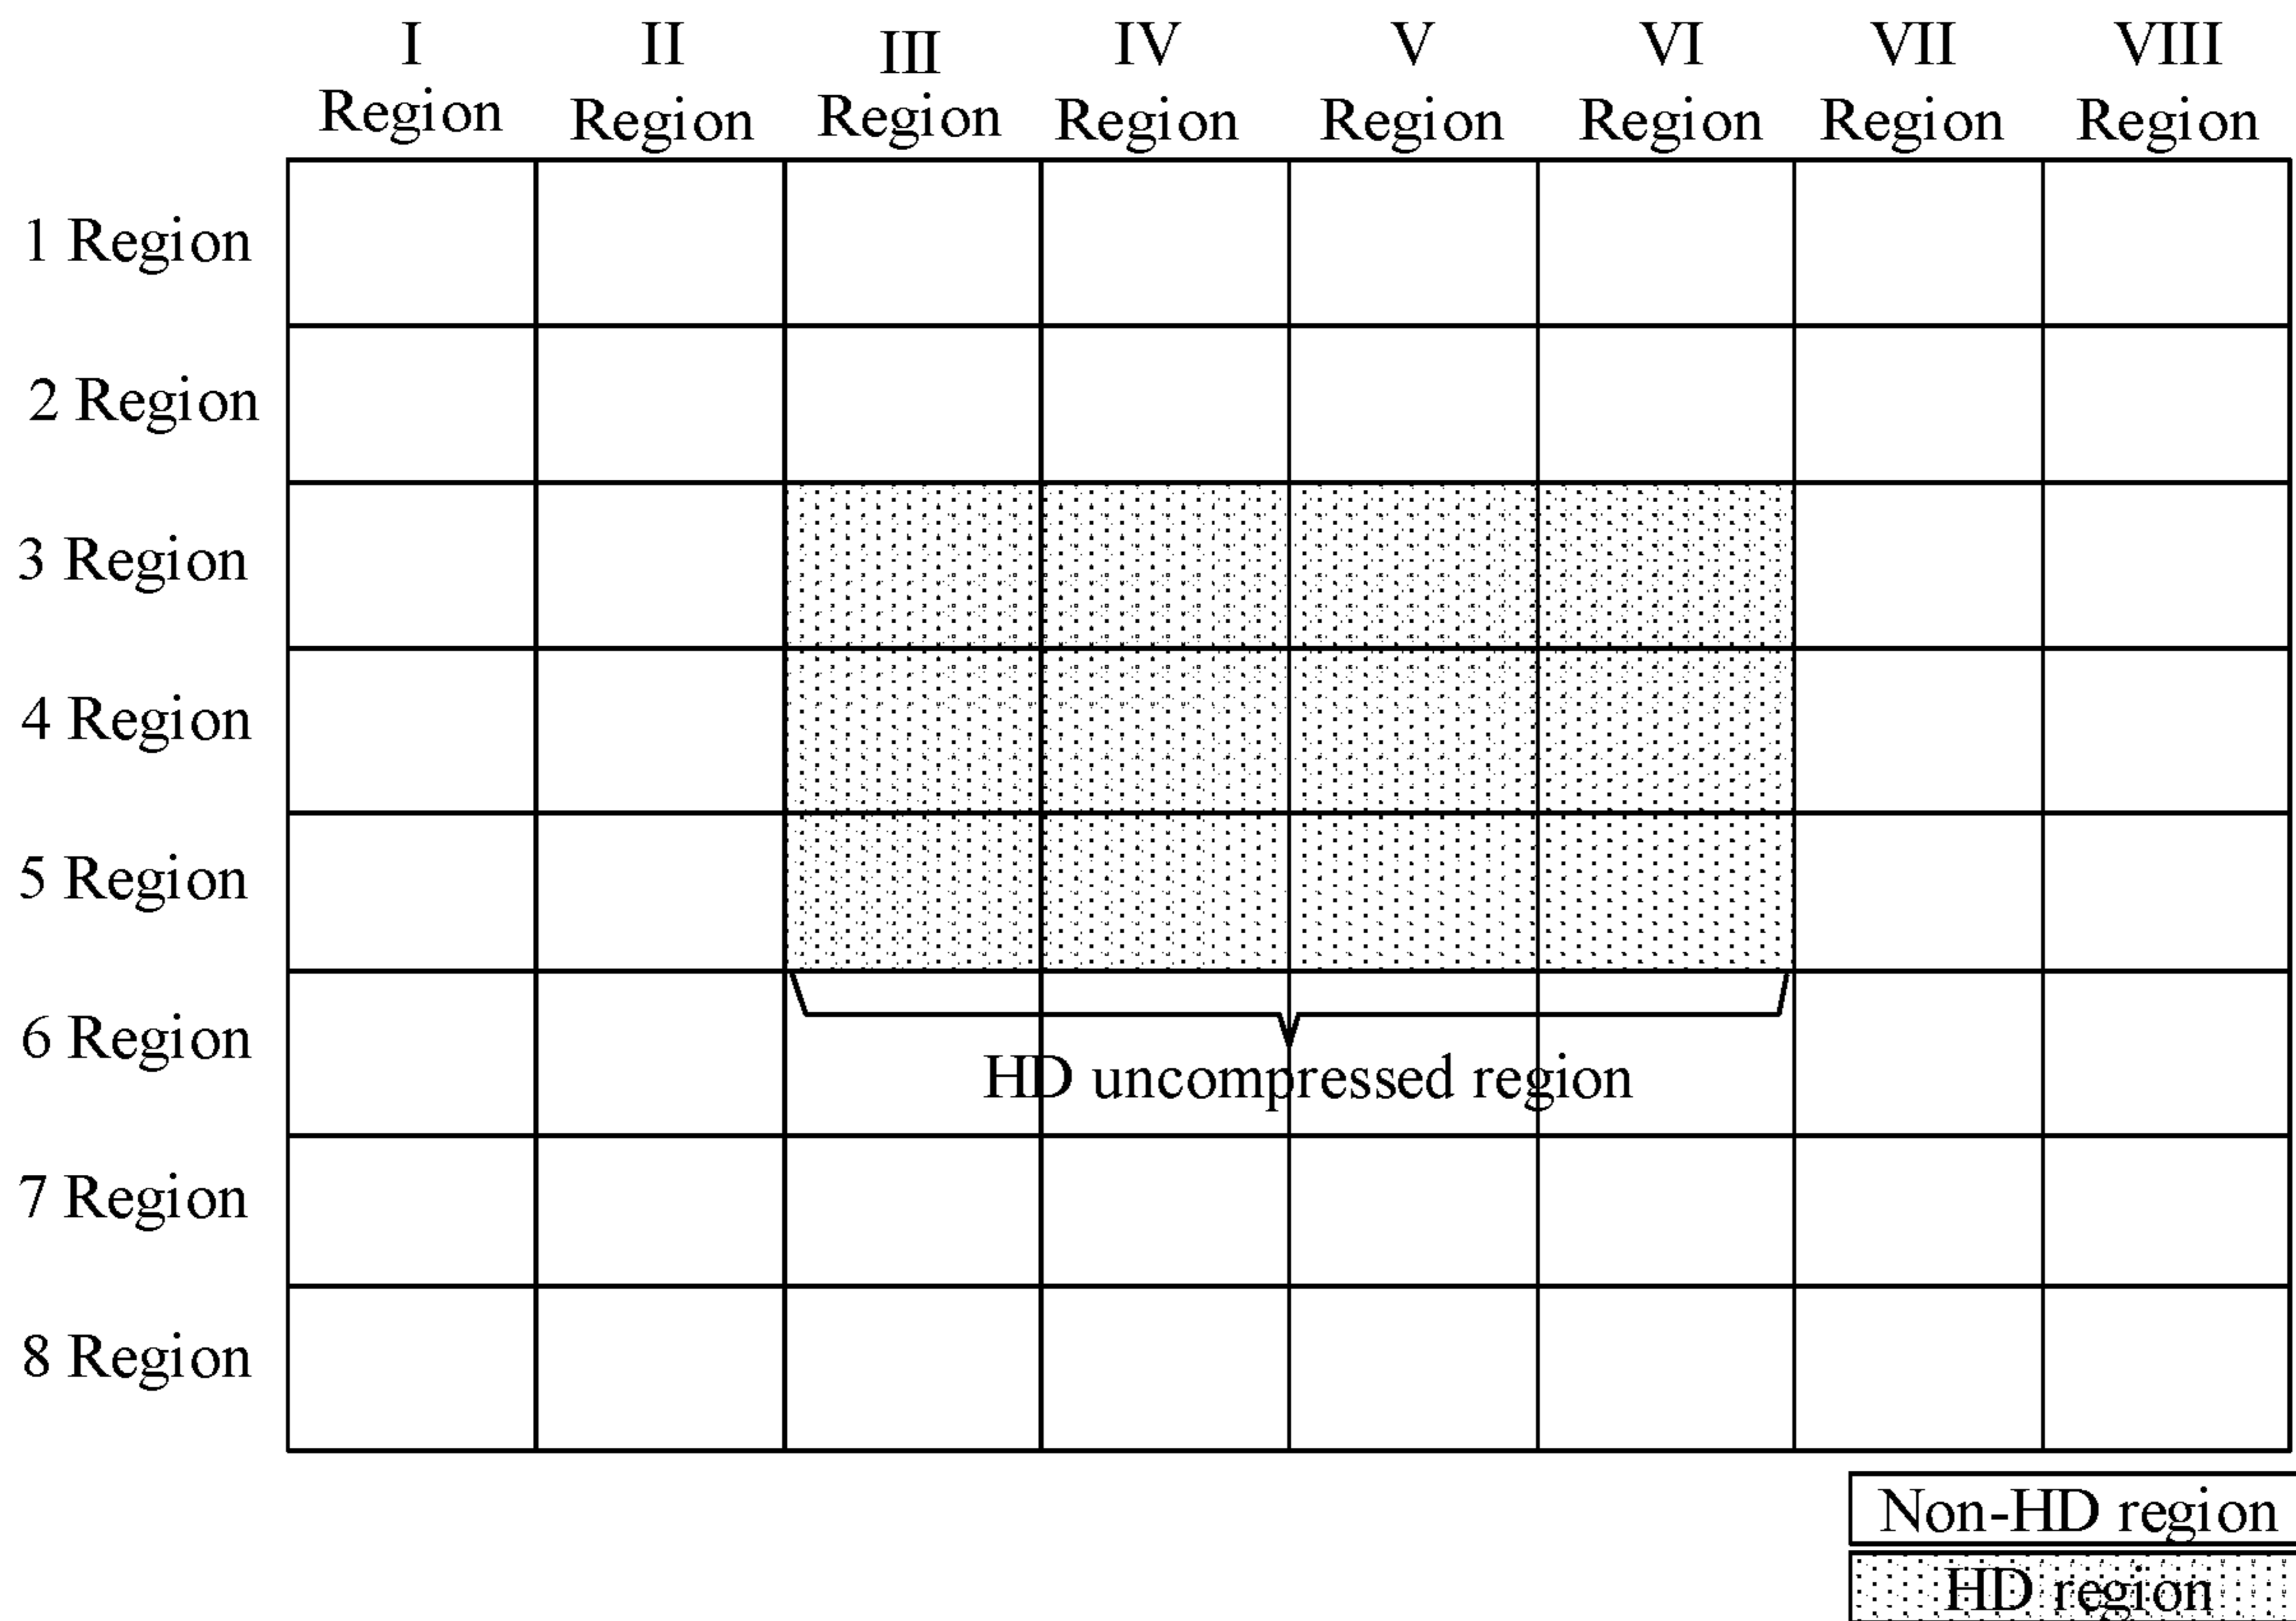 I II III IV V VI VII VIII
Region Region Region Region Region Region Region Region
1 Region
2 Region
3 Region
4 Region
5 Region
6 Region
HD uncompressed region
7 Region
8 Region
Non-HD region
HD region